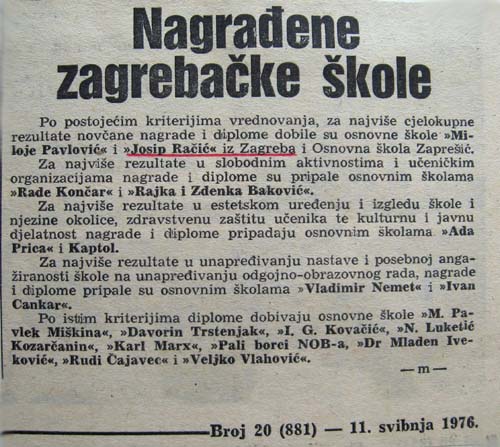 Nagrađene
zagrebačke škole
Po postojećim kriterijima vrednovanja, za najviše cjelokupne
rezultate novčane nagrade i diplome dobile su osnovne škole »Mi-
loje Pavlović« i »Josip Račić« iz Zagreba i Osnovna škola Zaprešić.
Za najviše rezultate u slobodnim aktivnostima i učeničkim
organizacijama nagrade i diplome su pripale osnovnim školama
»Rade Končar« i »Rajka i Zdenka Baković«.
Za najviše rezultate u estetskom uređenju i izgledu škole i
njezine okolice, zdravstvenu zaštitu učenika te kulturnu i javnu
djelatnost nagrade i diplome pripadaju osnovnim školama »Ada
Prica« i Kaptol.
Za najviše rezultate u unapređivanju nastave i posebnoj anga-
žiranosti škole na unapređivanju odgojno-obrazovnog rada, nagrade
i diplome pripale su osnovnim školama »Vladimir Nemet« i »Ivan
Cankar«.
Po istim kriterijima diplome dobivaju osnovne škole »M. Pa-
vlek Miškina«, »Davorin Trstenjak«, »I. G. Kovačić«, »N. Luketić
Kozarčanin«, »Karl Marx«, »Pali borci NOB-a, »Dr Mladen Ive-
ković«, »Rudi Čajavec« i »Veljko Vlahović«.
—m—
Broj 20 (881) — 11. svibnja 1976.